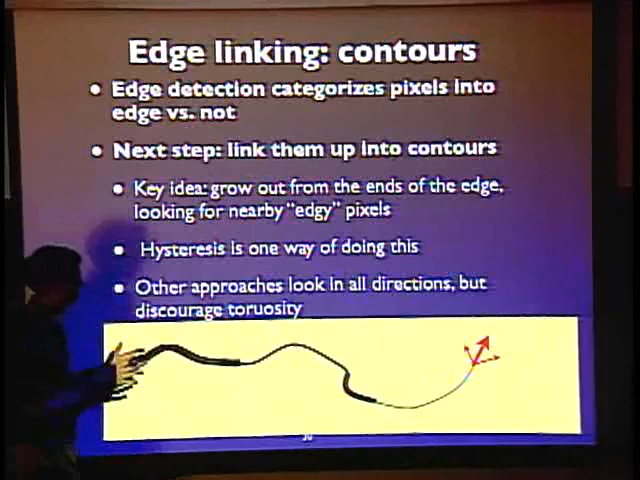 Edge linking: contours
Edge detection categorizes pixels into
edge vs. not
Next step: link them up into contours
Key idea: grow out from the ends of the edge,
looking for nearby "edgy" pixels
Hysteresis is one way of doing this
Other approaches look in all directions, but
discourage toruosity